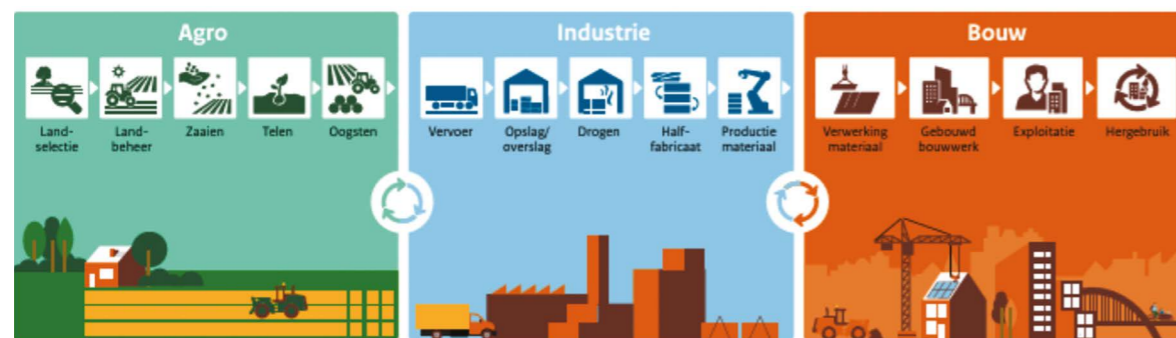 Agro
Land-
selectie
Land-
beheer
Zaaien
Telen
Oogsten
Industrie
Vervoer
Opslag/
overslag
Drogen
Half-
fabricaat
Productie
materiaal
Bouw
Verwerking
materiaal
Gebouwd
bouwwerk
Exploitatie
Hergebruik